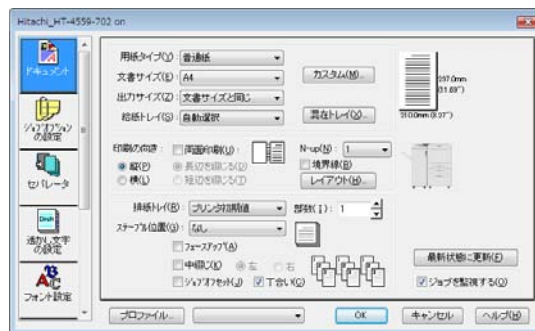 Hitachi_HT-4559-702 on
ドキュメント
ジョブオプションの設定
セパレータ
透かし文字の設定
フォント設定
用紙タイプ(Y): 普通紙
カスタム(M)...
文書サイズ(E): A4
出力サイズ(Z): 文書サイズと同じ
給紙トレイ(S): 自動選択
混在トレイ(V)...
297.0mm
(11.69")
210.0mm (8.27")
印刷の向き:
縦(P)
横(L)
両面印刷(U):
長辺を綴じる(D)
短辺を綴じる(T)
N-up(N): 1
境界線(B)
レイアウト(H)...
排紙トレイ(R): プリンタ初期値
部数(I): 1
ステープル位置(G): なし
フェースアップ(A)
中綴じ(K) 左 右
ジョブオフセット(J) 丁合い(C)
最新状態に更新(F)
ジョブを監視する(O)
プロファイル...
OK
キャンセル
ヘルプ(H)